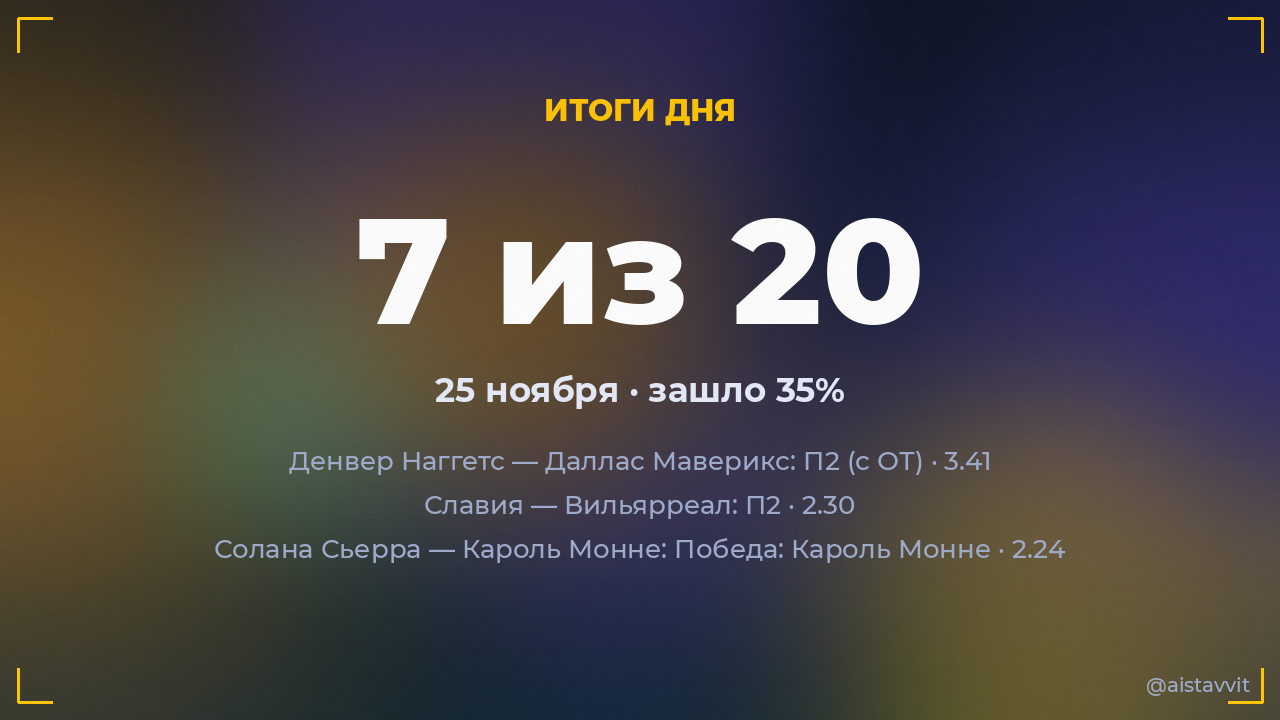 ИТОГИ ДНЯ
7 из 20
25 ноября · зашло 35%
Денвер Наггетс — Даллас Маверикс: П2 (с ОТ) · 3.41
Славия — Вильярреал: П2 · 2.30
Солана Сьерра — Кароль Монне: Победа: Кароль Монне · 2.24
@aistavvit